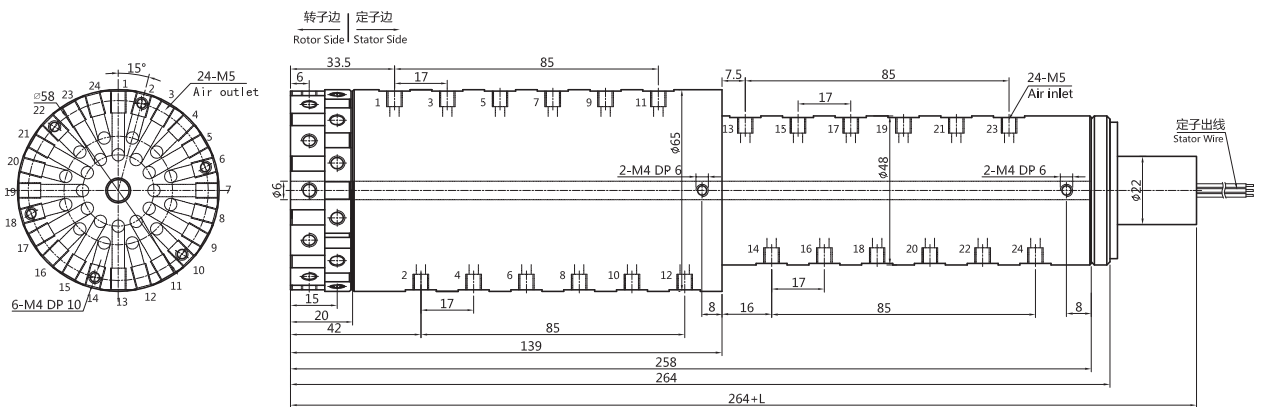 转子边 定子边
Rotor Side Stator Side
15°
24-M5
Air outlet
⌀58
1
2
3
4
5
6
7
8
9
10
11
12
13
14
15
16
17
18
19
20
21
22
23
24
6-M4 DP 10
6
33.5
85
17
7.5
85
17
24-M5
Air inlet
1 3 5 7 9 11
13 15 17 19 21 23
定子出线
Stator Wire
ϕ65
ϕ48
2-M4 DP 6
2-M4 DP 6
ϕ6
ϕ22
14 16 18 20 22 24
2 4 6 8 10 12
15
17
17
20
8
16
85
8
42
85
139
258
264
264+L